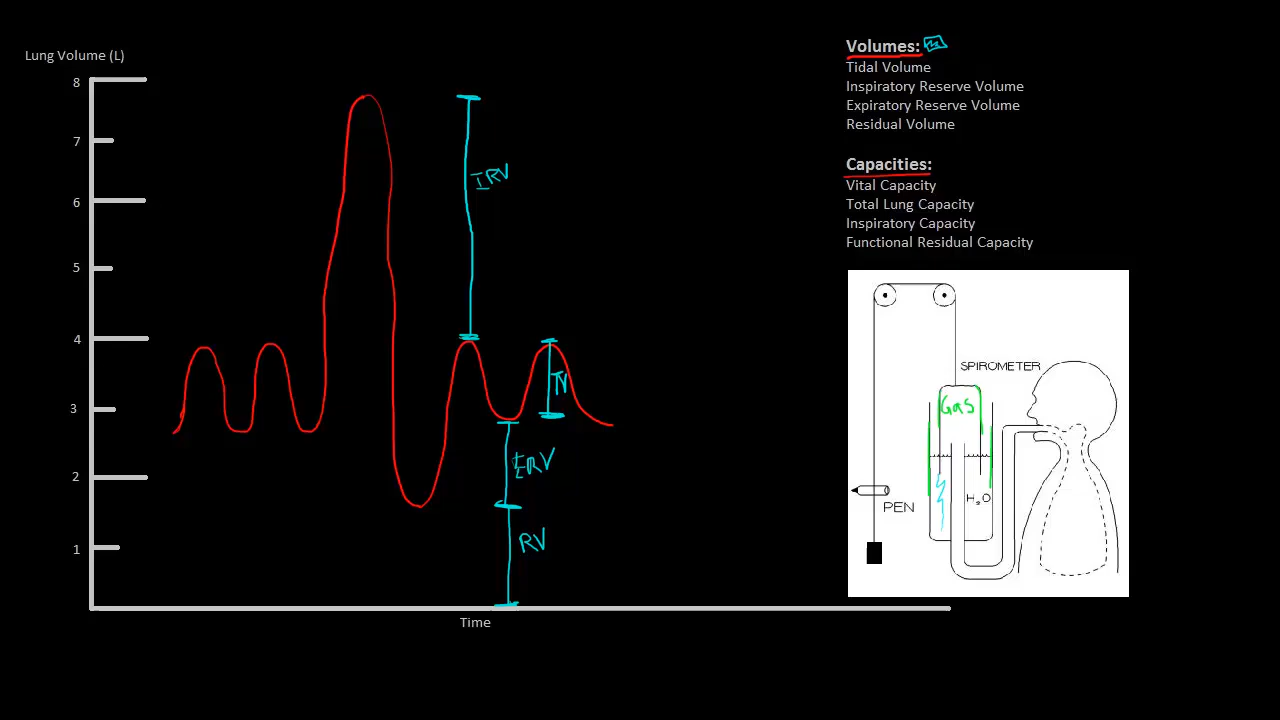 Lung Volume (L)
8
7
6
5
4
3
2
1
Time
IRV
TV
ERV
RV
Volumes:
Tidal Volume
Inspiratory Reserve Volume
Expiratory Reserve Volume
Residual Volume
Capacities:
Vital Capacity
Total Lung Capacity
Inspiratory Capacity
Functional Residual Capacity
SPIROMETER
Gas
H₂O
PEN